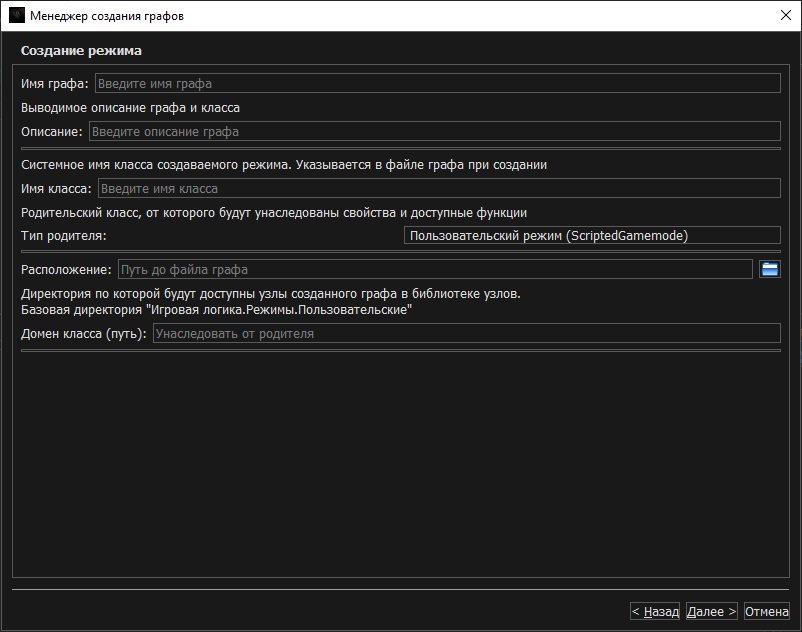 Менеджер создания графов
Создание режима
Имя графа: Введите имя графа
Выводимое описание графа и класса
Описание: Введите описание графа
Системное имя класса создаваемого режима. Указывается в файле графа при создании
Имя класса: Введите имя класса
Родительский класс, от которого будут унаследованы свойства и доступные функции
Тип родителя: Пользовательский режим (ScriptedGamemode)
Расположение: Путь до файла графа
Директория по которой будут доступны узлы созданного графа в библиотеке узлов.
Базовая директория "Игровая логика.Режимы.Пользовательские"
Домен класса (путь): Унаследовать от родителя
< Назад Далее > Отмена